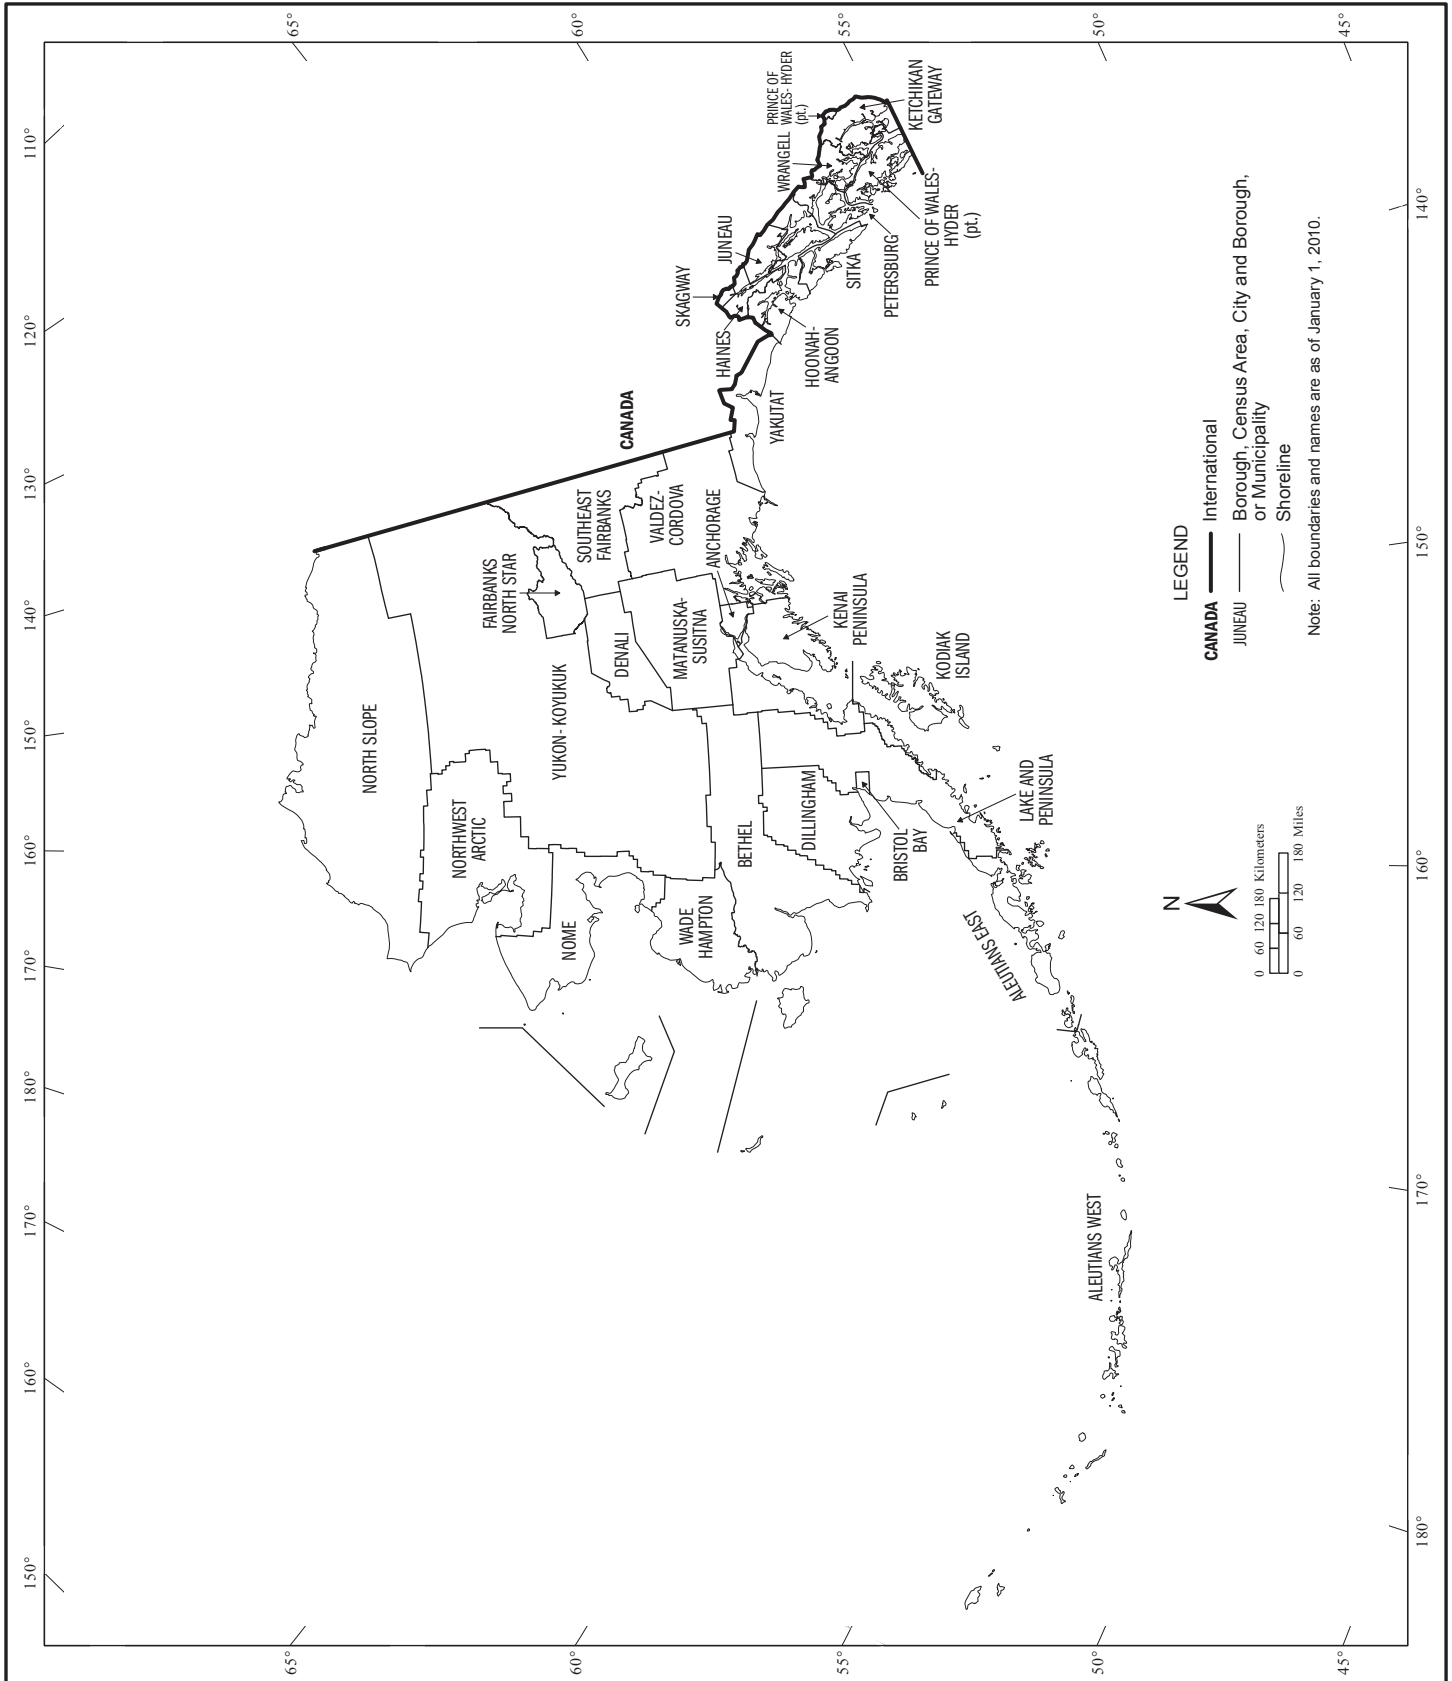 150°
160°
170°
180°
170°
160°
150°
140°
130°
120°
110°
65°
60°
55°
50°
45°
65°
60°
55°
50°
45°
180°
170°
160°
150°
140°
NORTH SLOPE
NORTHWEST
ARCTIC
NOME
YUKON- KOYUKUK
FAIRBANKS
NORTH STAR
SOUTHEAST
FAIRBANKS
DENALI
MATANUSKA-
SUSITNA
VALDEZ-
CORDOVA
ANCHORAGE
WADE
HAMPTON
BETHEL
DILLINGHAM
BRISTOL
BAY
KENAI
PENINSULA
KODIAK
ISLAND
LAKE AND
PENINSULA
ALEUTIANS EAST
ALEUTIANS WEST
CANADA
YAKUTAT
SKAGWAY
HAINES
JUNEAU
HOONAH-
ANGOON
SITKA
PETERSBURG
WRANGELL
PRINCE OF
WALES- HYDER
(pt.)
PRINCE OF WALES-
HYDER
(pt.)
KETCHIKAN
GATEWAY
N
0 60 120 180 Kilometers
0 60 120 180 Miles
LEGEND
CANADA International
JUNEAU Borough, Census Area, City and Borough,
or Municipality
Shoreline
Note: All boundaries and names are as of January 1, 2010.